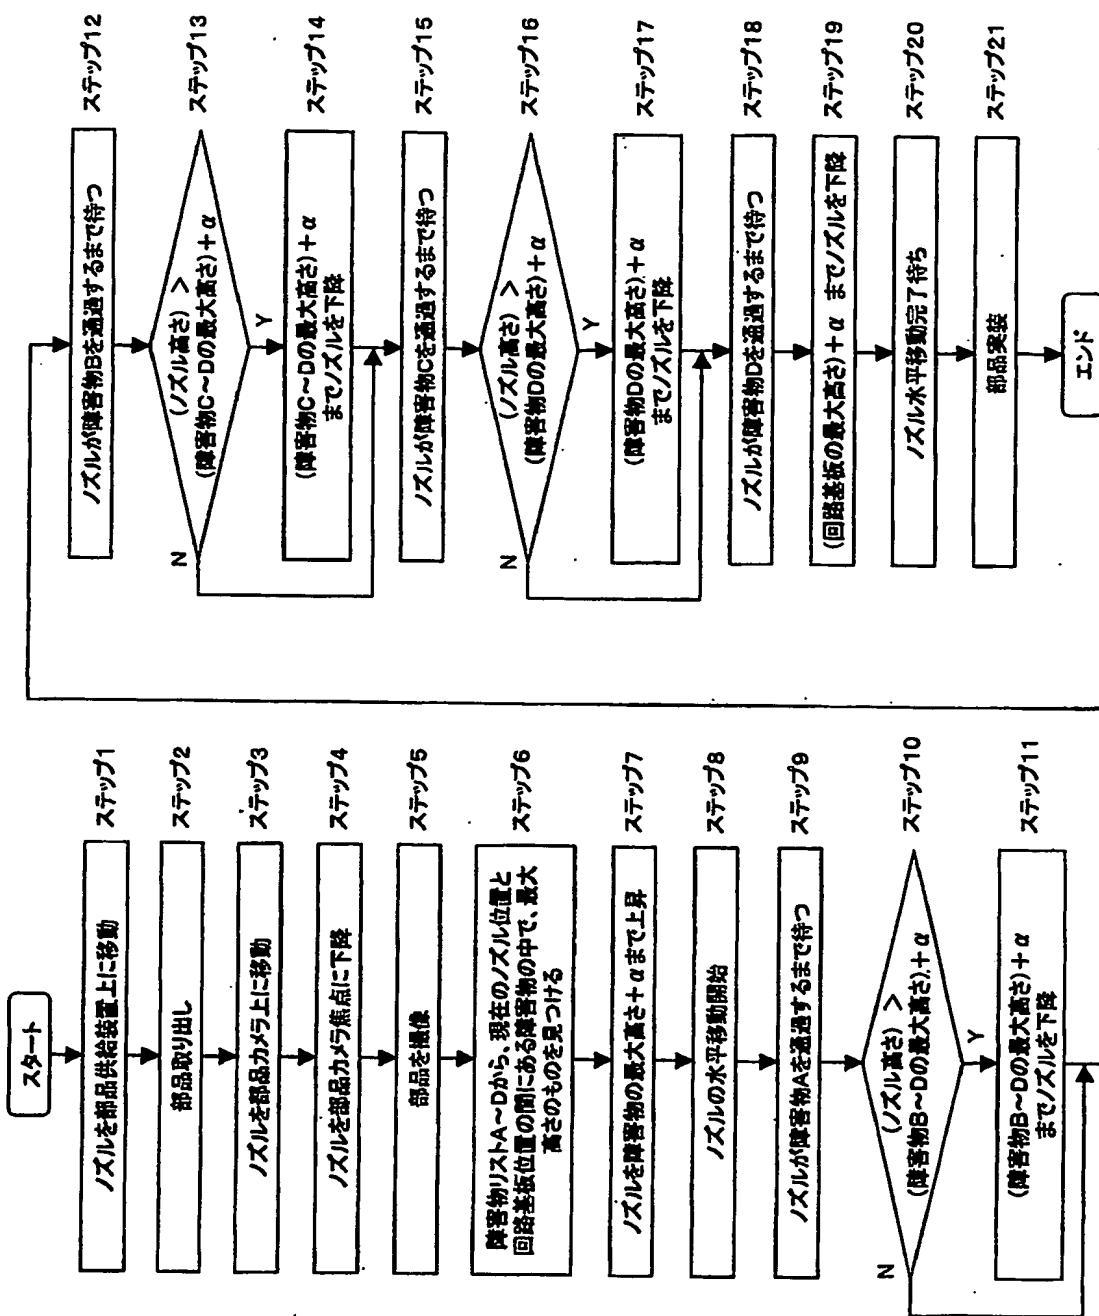 スタート
ノズルを部品供給装置上に移動
ステップ1
部品取り出し
ステップ2
ノズルを部品カメラ上に移動
ステップ3
ノズルを部品カメラ焦点に下降
ステップ4
部品を撮像
ステップ5
障害物リストA～Dから、現在のノズル位置と
回路基板位置の間にある障害物の中で、最大
高さのものを見つける
ステップ6
ノズルを障害物の最大高さ+αまで上昇
ステップ7
ノズルの水平移動開始
ステップ8
ノズルが障害物Aを通過するまで待つ
ステップ9
(ノズル高さ) >
(障害物B～Dの最大高さ)+α
ステップ10
N
Y
(障害物B～Dの最大高さ)+α
までノズルを下降
ステップ11
ノズルが障害物Bを通過するまで待つ
ステップ12
(ノズル高さ) >
(障害物C～Dの最大高さ)+α
ステップ13
N
Y
(障害物C～Dの最大高さ)+α
までノズルを下降
ステップ14
ノズルが障害物Cを通過するまで待つ
ステップ15
(ノズル高さ) >
(障害物Dの最大高さ)+α
ステップ16
N
Y
(障害物Dの最大高さ)+α
までノズルを下降
ステップ17
ノズルが障害物Dを通過するまで待つ
ステップ18
(回路基板の最大高さ)+α までノズルを下降
ステップ19
ノズル水平移動完了待ち
ステップ20
部品実装
ステップ21
エンド